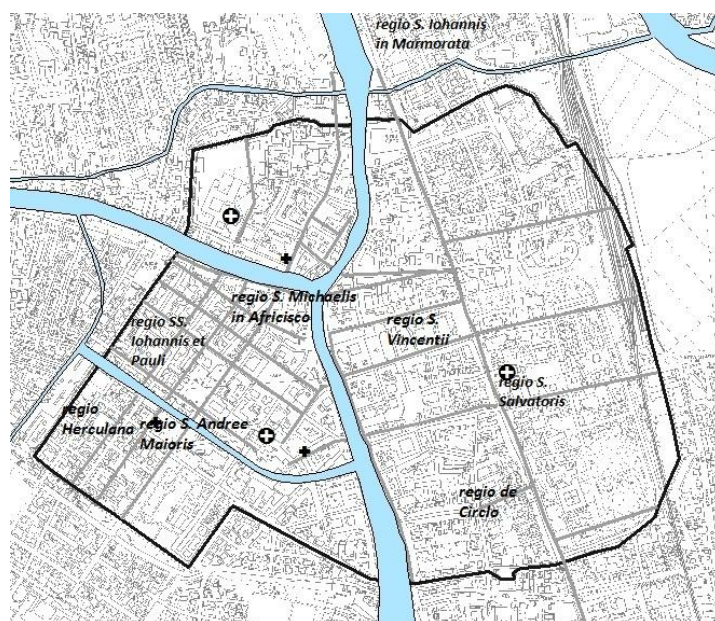 regio S. Iohannis
in Marmorata
regio S. Michaelis
in Africisco
regio SS.
Iohannis et
Pauli
regio S.
Vincentii
regio S.
Salvatoris
regio
Herculana
regio S. Andree
Maioris
regio de
Circlo